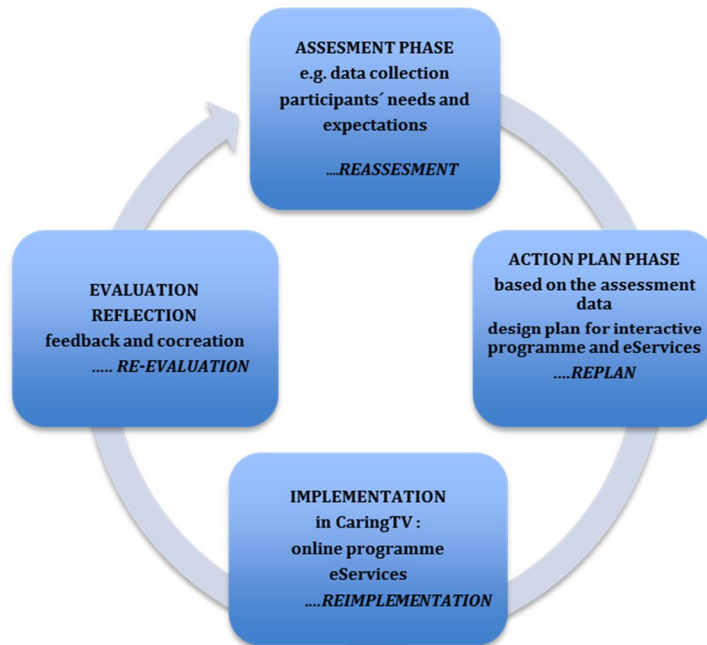 ASSESMENT PHASE
e.g. data collection
participants´ needs and
expectations
....REASSESMENT
ACTION PLAN PHASE
based on the assessment
data
design plan for interactive
programme and eServices
....REPLAN
IMPLEMENTATION
in CaringTV :
online programme
eServices
....REIMPLEMENTATION
EVALUATION
REFLECTION
feedback and cocreation
..... RE-EVALUATION